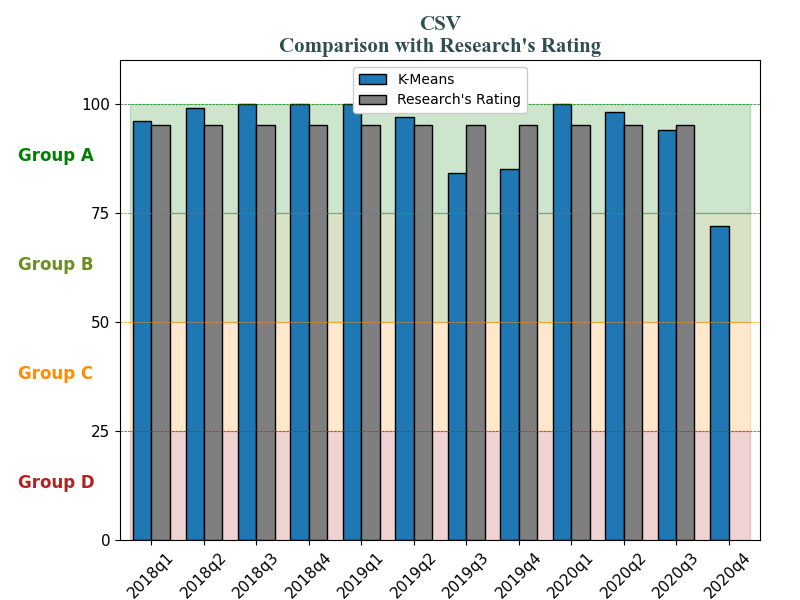 CSV
Comparison with Research's Rating
K-Means
Research's Rating
100
Group A
75
Group B
50
Group C
25
Group D
0
2018q1
2018q2
2018q3
2018q4
2019q1
2019q2
2019q3
2019q4
2020q1
2020q2
2020q3
2020q4